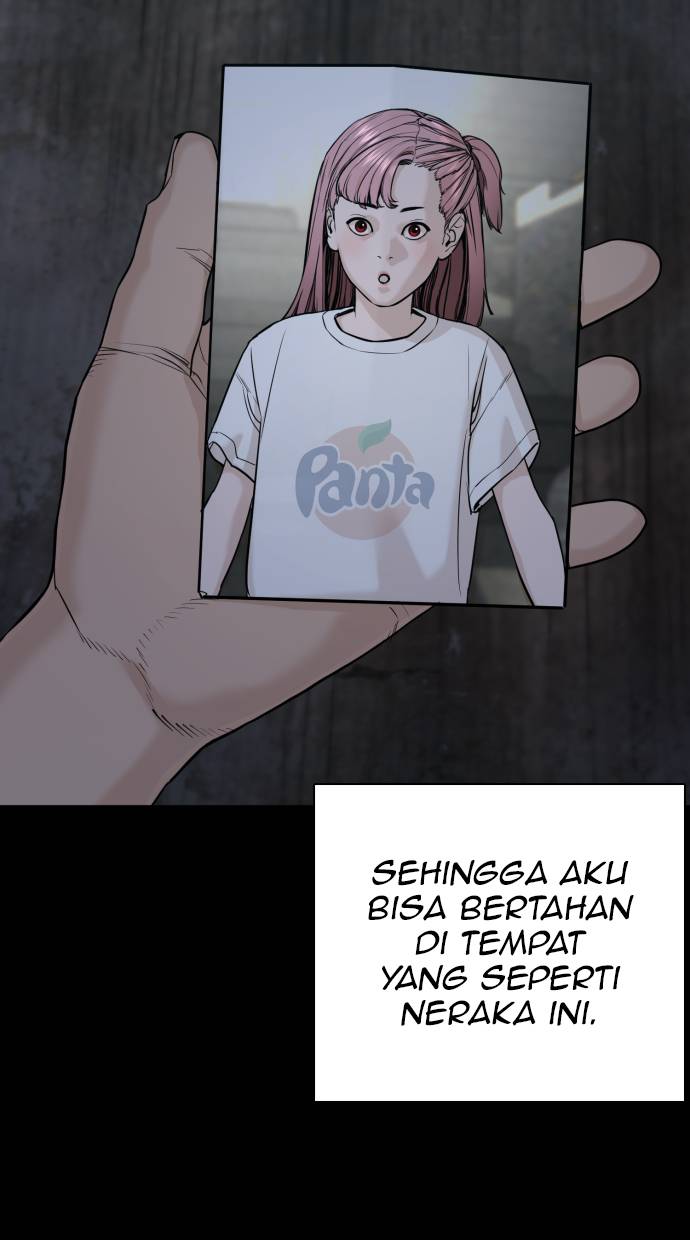 Panta
SEHINGGA AKU
BISA BERTAHAN
DI TEMPAT
YANG SEPERTI
NERAKA INI.